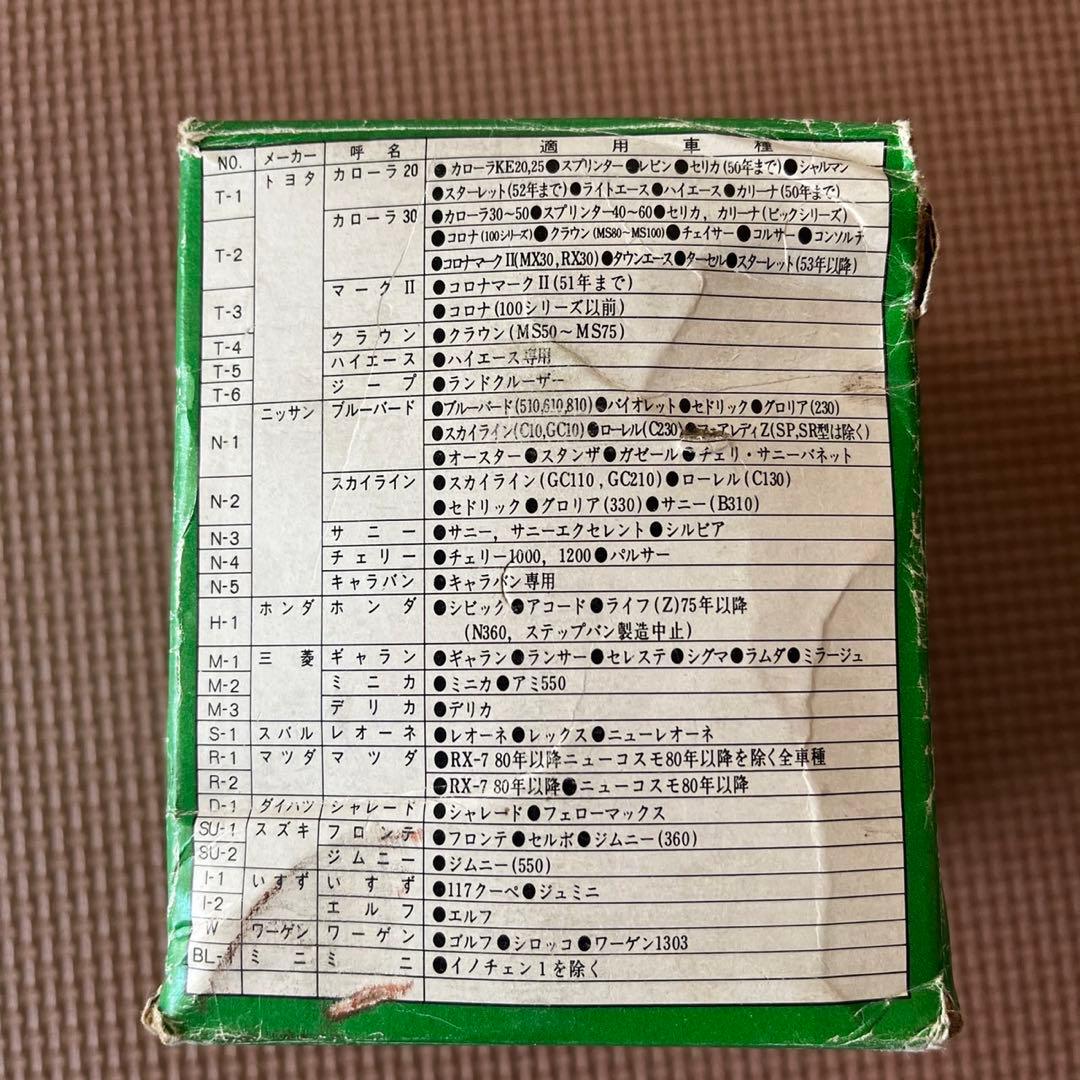 NO. メーカー 呼名 適用車種
T-1 トヨタ カローラ20 ●カローラKE20,25●スプリンター●レビン●セリカ(50年まで)●シャルマン
●スターレット(52年まで)●ライトエース●ハイエース●カリーナ(50年まで)
T-2 カローラ30 ●カローラ30～50●スプリンター40～60●セリカ，カリーナ(ビックシリーズ)
●コロナ(100シリーズ)●クラウン(MS80～MS100)●チェイサー●コルサー●コンソルテ
●コロナマークⅡ(MX30,RX30)●タウンエース●ターセル●スターレット(53年以降)
T-3 マークⅡ ●コロナマークⅡ(51年まで)
●コロナ(100シリーズ以前)
T-4 クラウン ●クラウン(MS50～MS75)
T-5 ハイエース ●ハイエース専用
T-6 ジープ ●ランドクルーザー
N-1 ニッサン ブルーバード ●ブルーバード(510,610,810)●バイオレット●セドリック●グロリア(230)
●スカイライン(C10,GC10)●ローレル(C230)●フェアレディZ(SP,SR型は除く)
●オースター●スタンザ●ガゼール●チェリ・サニーバネット
N-2 スカイライン ●スカイライン(GC110,GC210)●ローレル(C130)
●セドリック●グロリア(330)●サニー(B310)
N-3 サニー ●サニー，サニーエクセレント●シルビア
N-4 チェリー ●チェリー1000，1200●パルサー
N-5 キャラバン ●キャラバン専用
H-1 ホンダ ホンダ ●シビック●アコード●ライフ(Z)75年以降
(N360，ステップバン製造中止)
M-1 三菱 ギャラン ●ギャラン●ランサー●セレステ●シグマ●ラムダ●ミラージュ
M-2 ミニカ ●ミニカ●アミ550
M-3 デリカ ●デリカ
S-1 スバル レオーネ ●レオーネ●レックス●ニューレオーネ
R-1 マツダ マツダ ●RX-7 80年以降ニューコスモ80年以降を除く全車種
R-2 ●RX-7 80年以降●ニューコスモ80年以降
D-1 ダイハツ シャレード ●シャレード●フェローマックス
SU-1 スズキ フロンテ ●フロンテ●セルボ●ジムニー(360)
SU-2 ジムニー ●ジムニー(550)
I-1 いすず いすず ●117クーペ●ジュミニ
I-2 エルフ ●エルフ
W ワーゲン ワーゲン ●ゴルフ●シロッコ●ワーゲン1303
BL- ミニ ミニ ●イノチェン1を除く